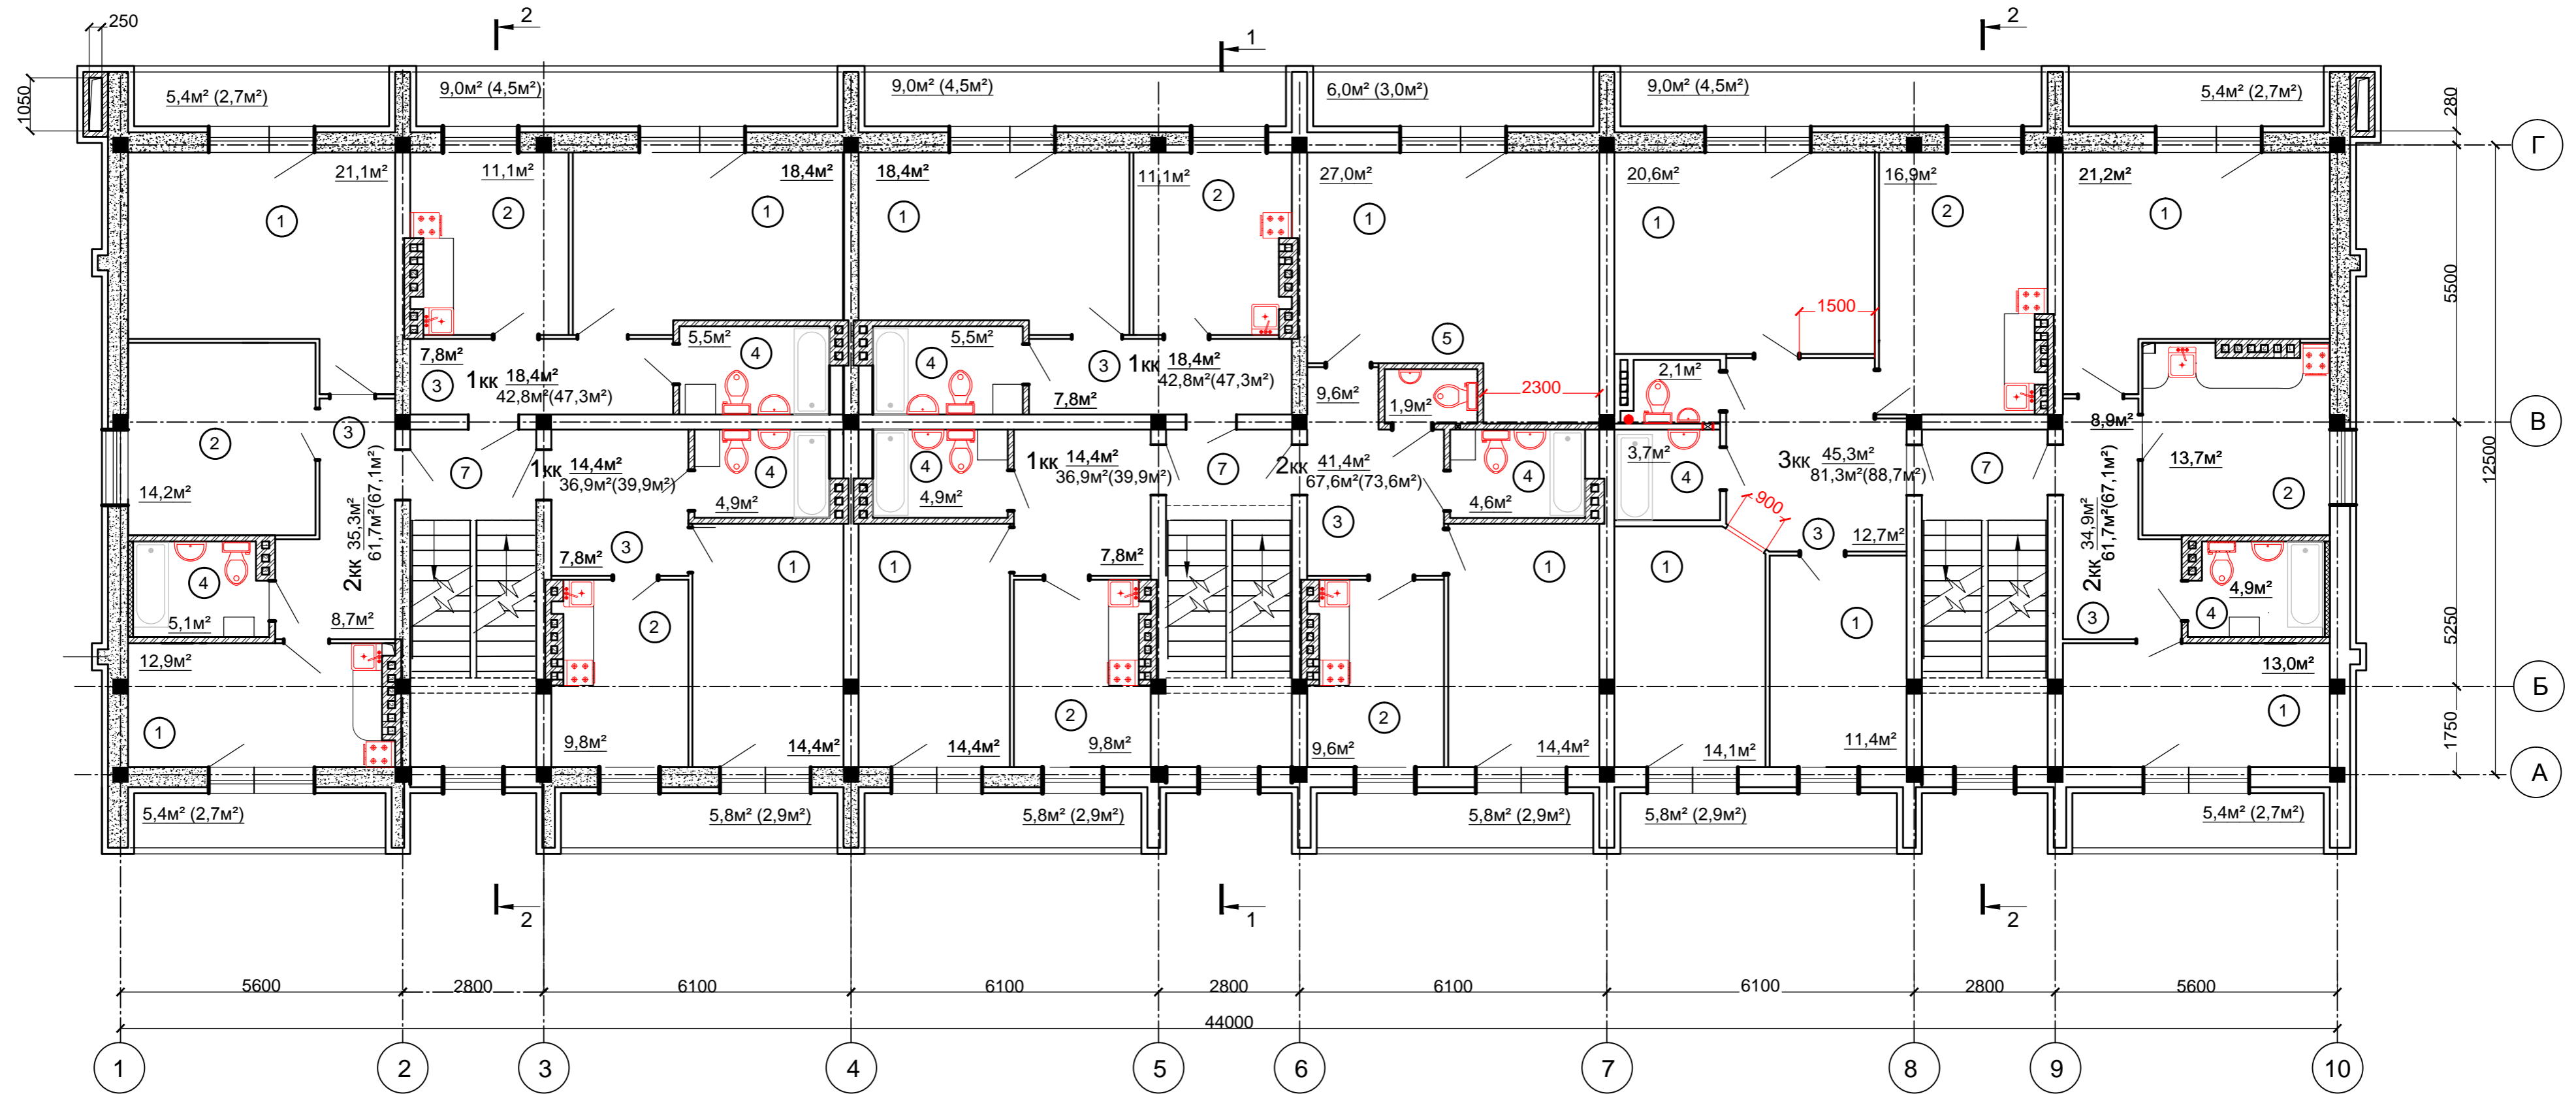 250
2
1
2
1050
5,4м² (2,7м²)
9,0м² (4,5м²)
9,0м² (4,5м²)
6,0м² (3,0м²)
9,0м² (4,5м²)
5,4м² (2,7м²)
280
Г
21,1м²
11,1м²
18,4м²
18,4м²
11,1м²
27,0м²
20,6м²
16,9м²
21,2м²
1
2
1
1
2
1
1
2
1
5500
1500
5,5м²
4
4
5,5м²
5
7,8м²
3
1кк 18,4м²
42,8м²(47,3м²)
3
1кк 18,4м²
42,8м²(47,3м²)
7,8м²
9,6м²
1,9м²
2300
2,1м²
8,9м²
В
12500
2
3
14,2м²
2кк 35,3м²
61,7м²(67,1м²)
7
1кк 14,4м²
36,9м²(39,9м²)
4
4,9м²
4
4,9м²
1кк 14,4м²
36,9м²(39,9м²)
7
2кк 41,4м²
67,6м²(73,6м²)
4
4,6м²
3,7м²
4
3кк 45,3м²
81,3м²(88,7м²)
7
2кк 34,9м²
61,7м²(67,1м²)
13,7м²
2
900
3
3
12,7м²
7,8м²
3
1
1
7,8м²
1
1
1
4
5,1м²
8,7м²
2
3
4
4,9м²
5250
12,9м²
13,0м²
Б
1
2
2
1
9,8м²
14,4м²
14,4м²
9,8м²
9,6м²
14,4м²
14,1м²
11,4м²
1750
А
5,4м² (2,7м²)
5,8м² (2,9м²)
5,8м² (2,9м²)
5,8м² (2,9м²)
5,8м² (2,9м²)
5,4м² (2,7м²)
2
1
2
5600
2800
6100
6100
2800
6100
6100
2800
5600
44000
1
2
3
4
5
6
7
8
9
10